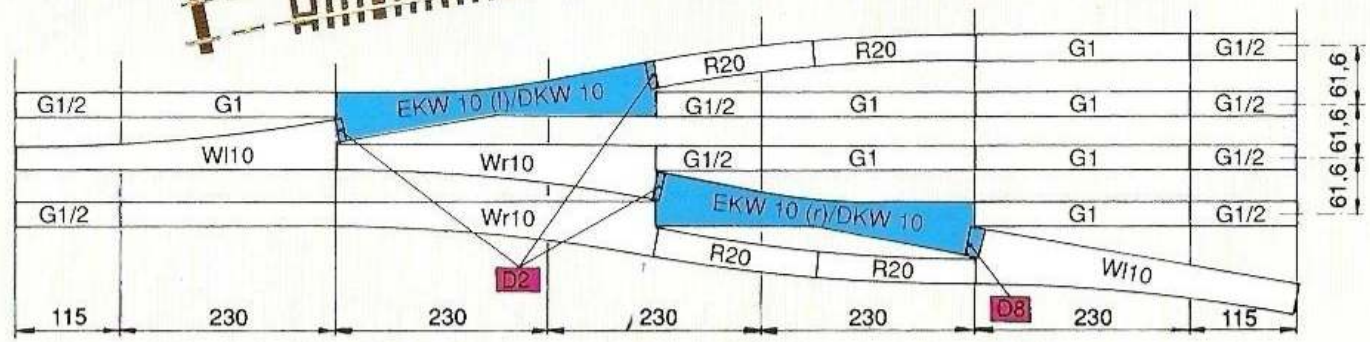 R20 R20 G1 G1/2
G1/2 G1 EKW 10 (l)/DKW 10 G1/2 G1 G1 G1/2
Wl10 Wr10 G1/2 G1 G1 G1/2
G1/2 Wr10 EKW 10 (r)/DKW 10 G1 G1/2
R20 R20 Wl10
D2 D8
61,6 61,6 61,6
115 230 230 230 230 230 115